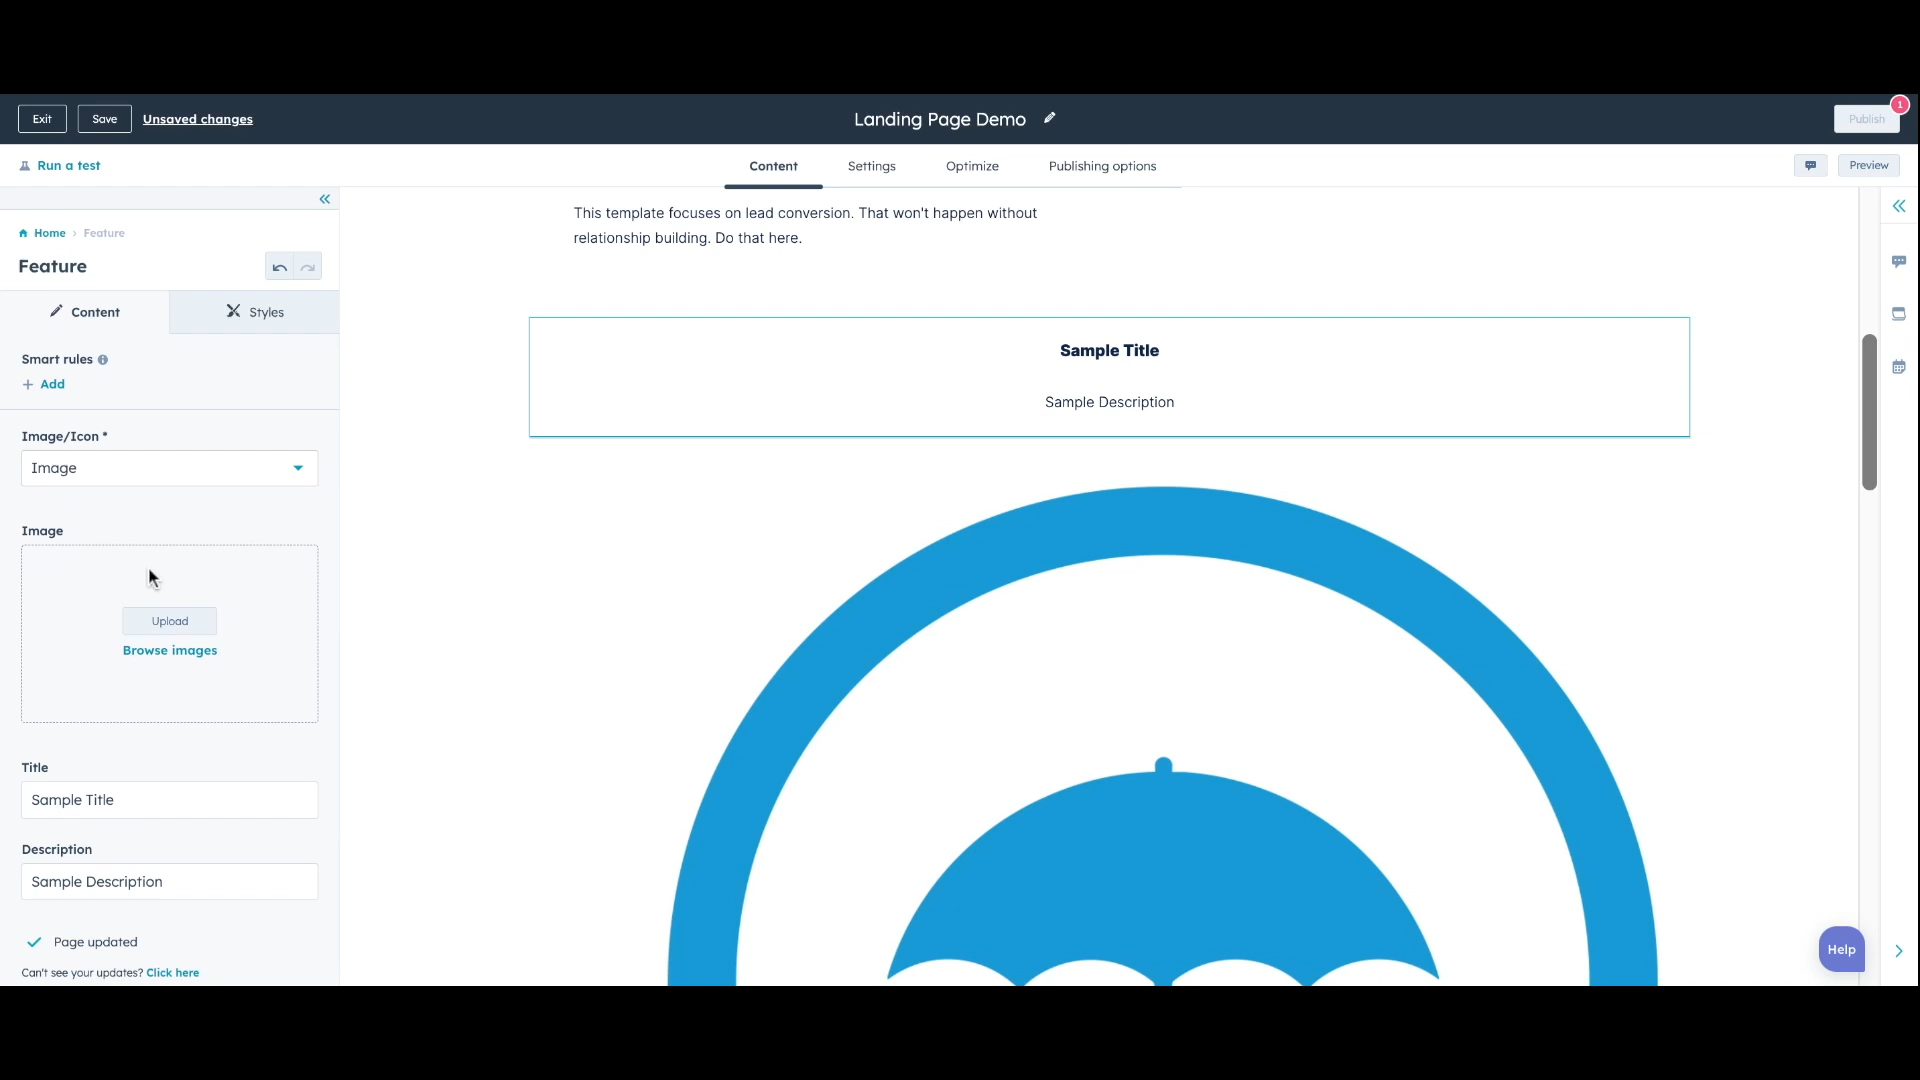 Exit
Save
Unsaved changes
Landing Page Demo
Publish
1
Run a test
Content
Settings
Optimize
Publishing options
Preview
Home
Feature
Feature
Content
Styles
Smart rules
+ Add
Image/Icon *
Image
Image
Upload
Browse images
Title
Sample Title
Description
Sample Description
Page updated
Can't see your updates? Click here
This template focuses on lead conversion. That won't happen without
relationship building. Do that here.
Sample Title
Sample Description
Help